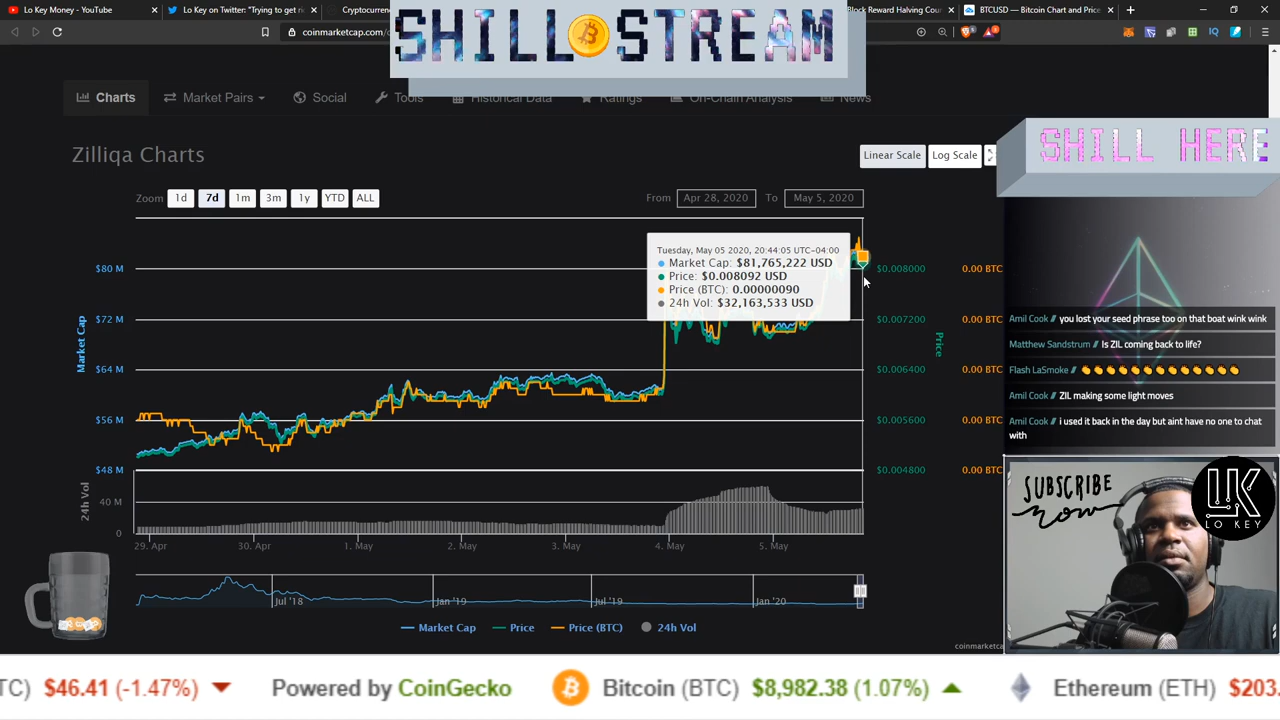 Lo Key Money - YouTube
Lo Key on Twitter: "Trying to get ri
Cryptocurren
Block Reward Halving Cour
BTCUSD — Bitcoin Chart and Price
coinmarketcap.com/c
SHILL STREAM
Charts
Market Pairs
Social
Tools
Historical Data
Ratings
On-Chain Analysis
News
SHILL HERE
Zilliqa Charts
Linear Scale
Log Scale
Zoom 1d 7d 1m 3m 1y YTD ALL
From Apr 28, 2020 To May 5, 2020
Tuesday, May 05 2020, 20:44:05 UTC-04:00
Market Cap: $81,765,222 USD
Price: $0.008092 USD
Price (BTC): 0.00000090
24h Vol: $32,163,533 USD
$80 M
$72 M
$64 M
$56 M
$48 M
Market Cap
$0.008000
$0.007200
$0.006400
$0.005600
$0.004800
Price
0.00 BTC
0.00 BTC
0.00 BTC
0.00 BTC
0.00 BTC
24h Vol
40 M
0
29. Apr
30. Apr
1. May
2. May
3. May
4. May
5. May
Jul '18
Jan '19
Jul '19
Jan '20
Market Cap
Price
Price (BTC)
24h Vol
coinmarketca
Amil Cook // you lost your seed phrase too on that boat wink wink
Matthew Sandstrum // Is ZIL coming back to life?
Flash LaSmoke // 👏👏👏👏👏👏👏👏👏👏👏👏👏
Amil Cook // ZIL making some light moves
Amil Cook // i used it back in the day but aint have no one to chat
with
SUBSCRIBE
now
LK
LO KEY
TC) $46.41 (-1.47%)
Powered by CoinGecko
Bitcoin (BTC) $8,982.38 (1.07%)
Ethereum (ETH) $203.